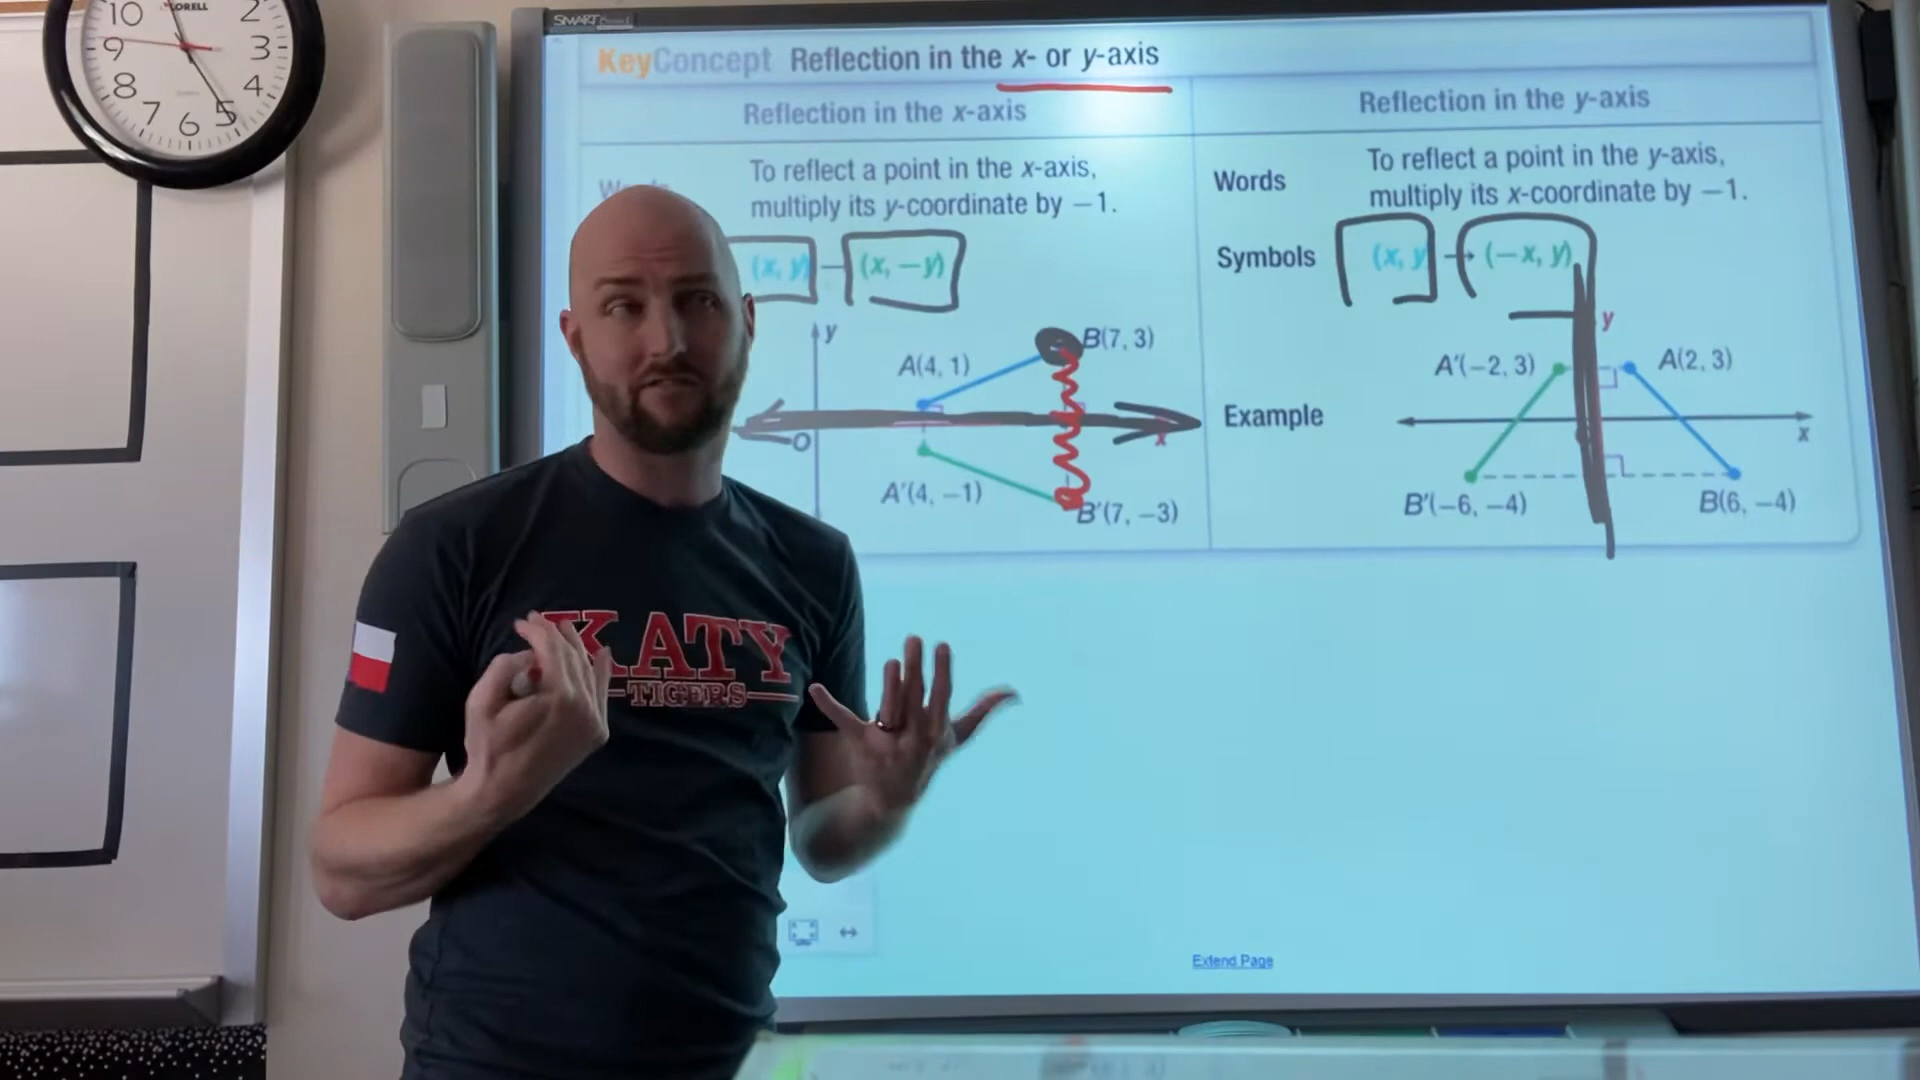 LORELL
10
2
9
3
8
4
7
6
5
SMART
KeyConcept Reflection in the x- or y-axis
Reflection in the x-axis
To reflect a point in the x-axis,
multiply its y-coordinate by −1.
(x, y) → (x, −y)
y
A(4, 1)
B(7, 3)
O
x
A′(4, −1)
B′(7, −3)
Reflection in the y-axis
Words
To reflect a point in the y-axis,
multiply its x-coordinate by −1.
Symbols
(x, y) → (−x, y)
Example
y
A′(−2, 3)
A(2, 3)
x
B′(−6, −4)
B(6, −4)
Extend Page
KATY
TIGERS